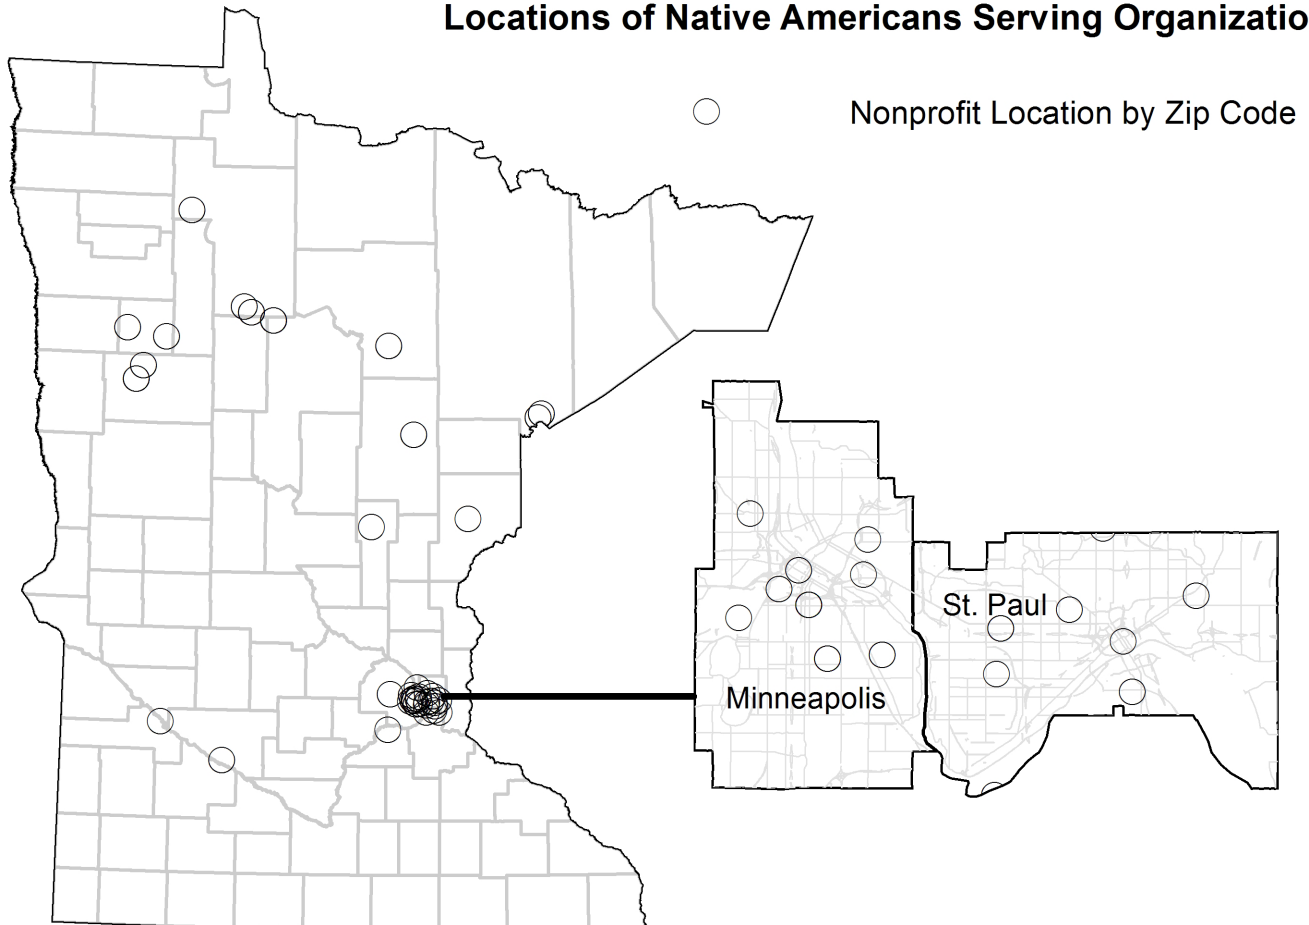 Locations of Native Americans Serving Organizatio
Nonprofit Location by Zip Code
St. Paul
Minneapolis